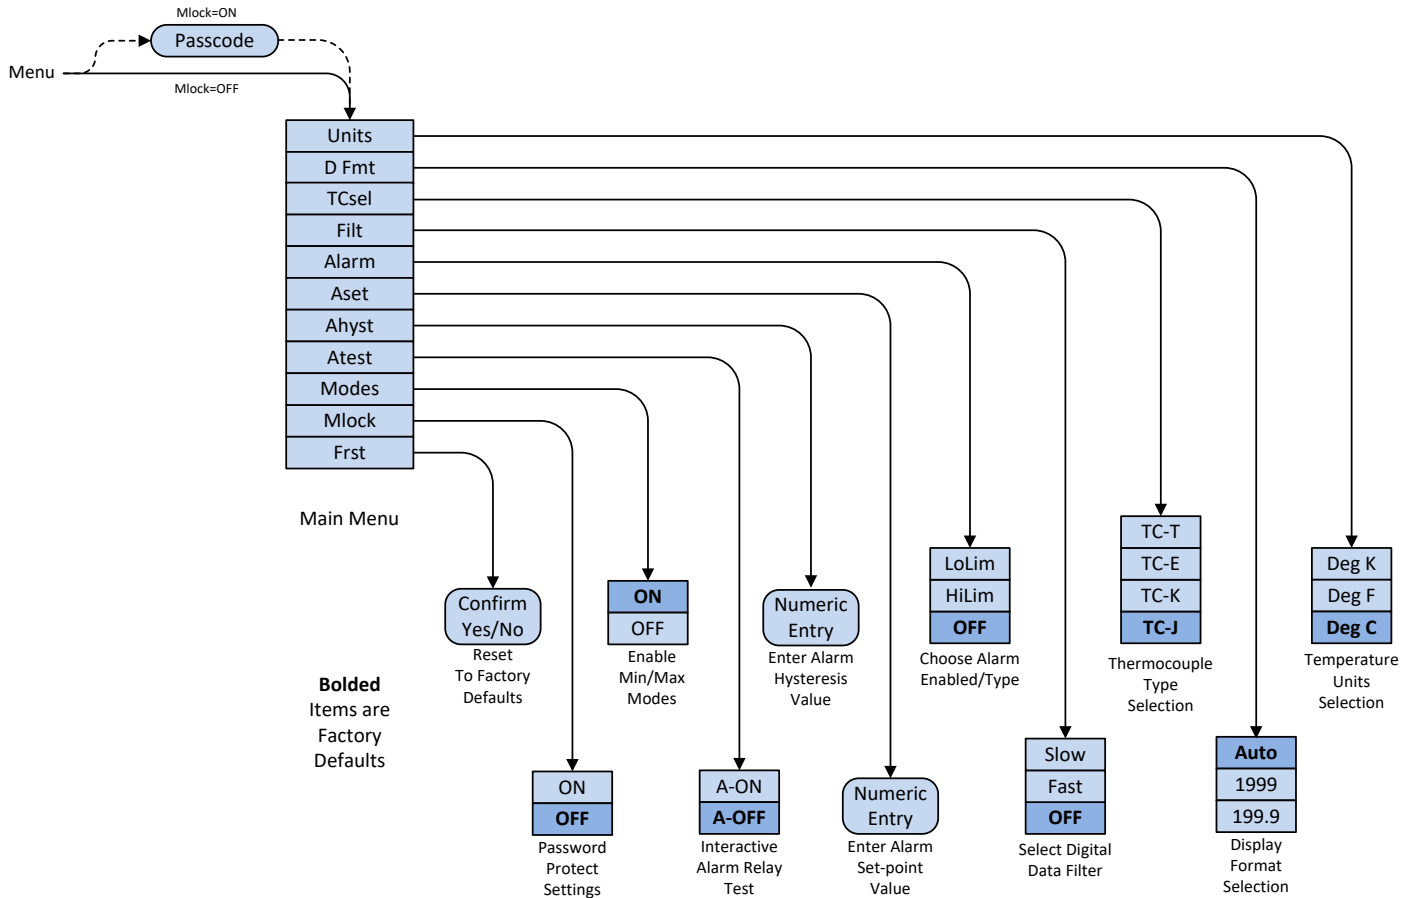 Mlock=ON
Passcode
Menu
Mlock=OFF
Units
D Fmt
TCsel
Filt
Alarm
Aset
Ahyst
Atest
Modes
Mlock
Frst
Main Menu
Bolded
Items are
Factory
Defaults
Confirm
Yes/No
Reset
To Factory
Defaults
ON
OFF
Password
Protect
Settings
ON
OFF
Enable
Min/Max
Modes
A-ON
A-OFF
Interactive
Alarm Relay
Test
Numeric
Entry
Enter Alarm
Hysteresis
Value
Numeric
Entry
Enter Alarm
Set-point
Value
LoLim
HiLim
OFF
Choose Alarm
Enabled/Type
Slow
Fast
OFF
Select Digital
Data Filter
TC-T
TC-E
TC-K
TC-J
Thermocouple
Type
Selection
Auto
1999
199.9
Display
Format
Selection
Deg K
Deg F
Deg C
Temperature
Units
Selection